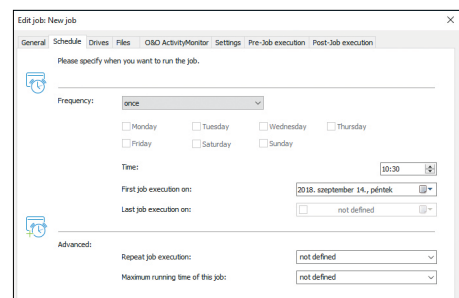 Edit job: New job
General Schedule Drives Files O&O ActivityMonitor Settings Pre-Job execution Post-Job execution
Please specify when you want to run the job.
Frequency: once
Monday Tuesday Wednesday Thursday
Friday Saturday Sunday
Time: 10:30
First job execution on: 2018. szeptember 14., péntek
Last job execution on: not defined
Advanced:
Repeat job execution: not defined
Maximum running time of this job: not defined